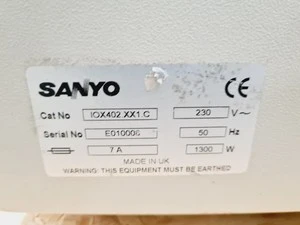 SANYO CE
Cat No IOX402.XX1.C 230 V~
Serial No E010006 50 Hz
7 A 1300 W
MADE IN UK
WARNING: THIS EQUIPMENT MUST BE EARTHED